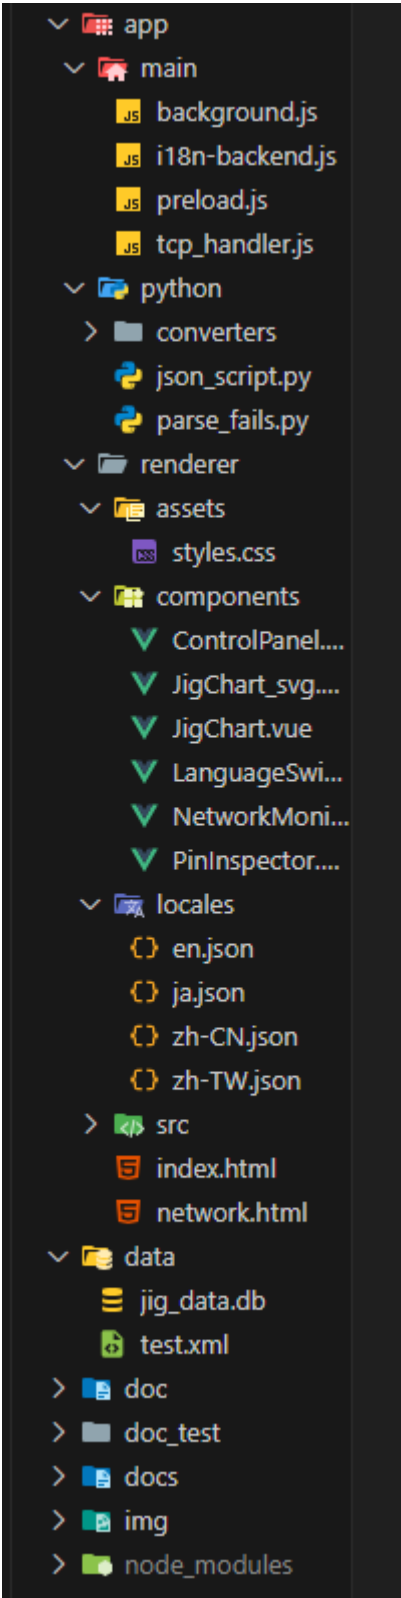 app
main
background.js
i18n-backend.js
preload.js
tcp_handler.js
python
converters
json_script.py
parse_fails.py
renderer
assets
styles.css
components
ControlPanel....
JigChart_svg....
JigChart.vue
LanguageSwi...
NetworkMoni...
PinInspector....
locales
en.json
ja.json
zh-CN.json
zh-TW.json
src
index.html
network.html
data
jig_data.db
test.xml
doc
doc_test
docs
img
node_modules